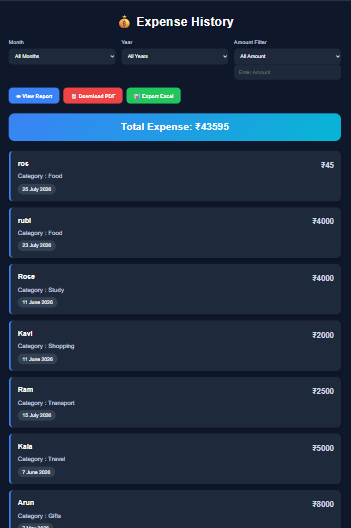 Expense History
Month
Year
Amount Filter
All Months
All Years
All Amount
Enter Amount
View Report
Download PDF
Export Excel
Total Expense: ₹43595
roc
₹45
Category : Food
25 July 2026
rubi
₹4000
Category : Food
23 July 2026
Rose
₹4000
Category : Study
11 June 2026
Kavi
₹2000
Category : Shopping
11 June 2026
Ram
₹2500
Category : Transport
15 July 2026
Kala
₹5000
Category : Travel
7 June 2026
Arun
₹8000
Category : Gifts